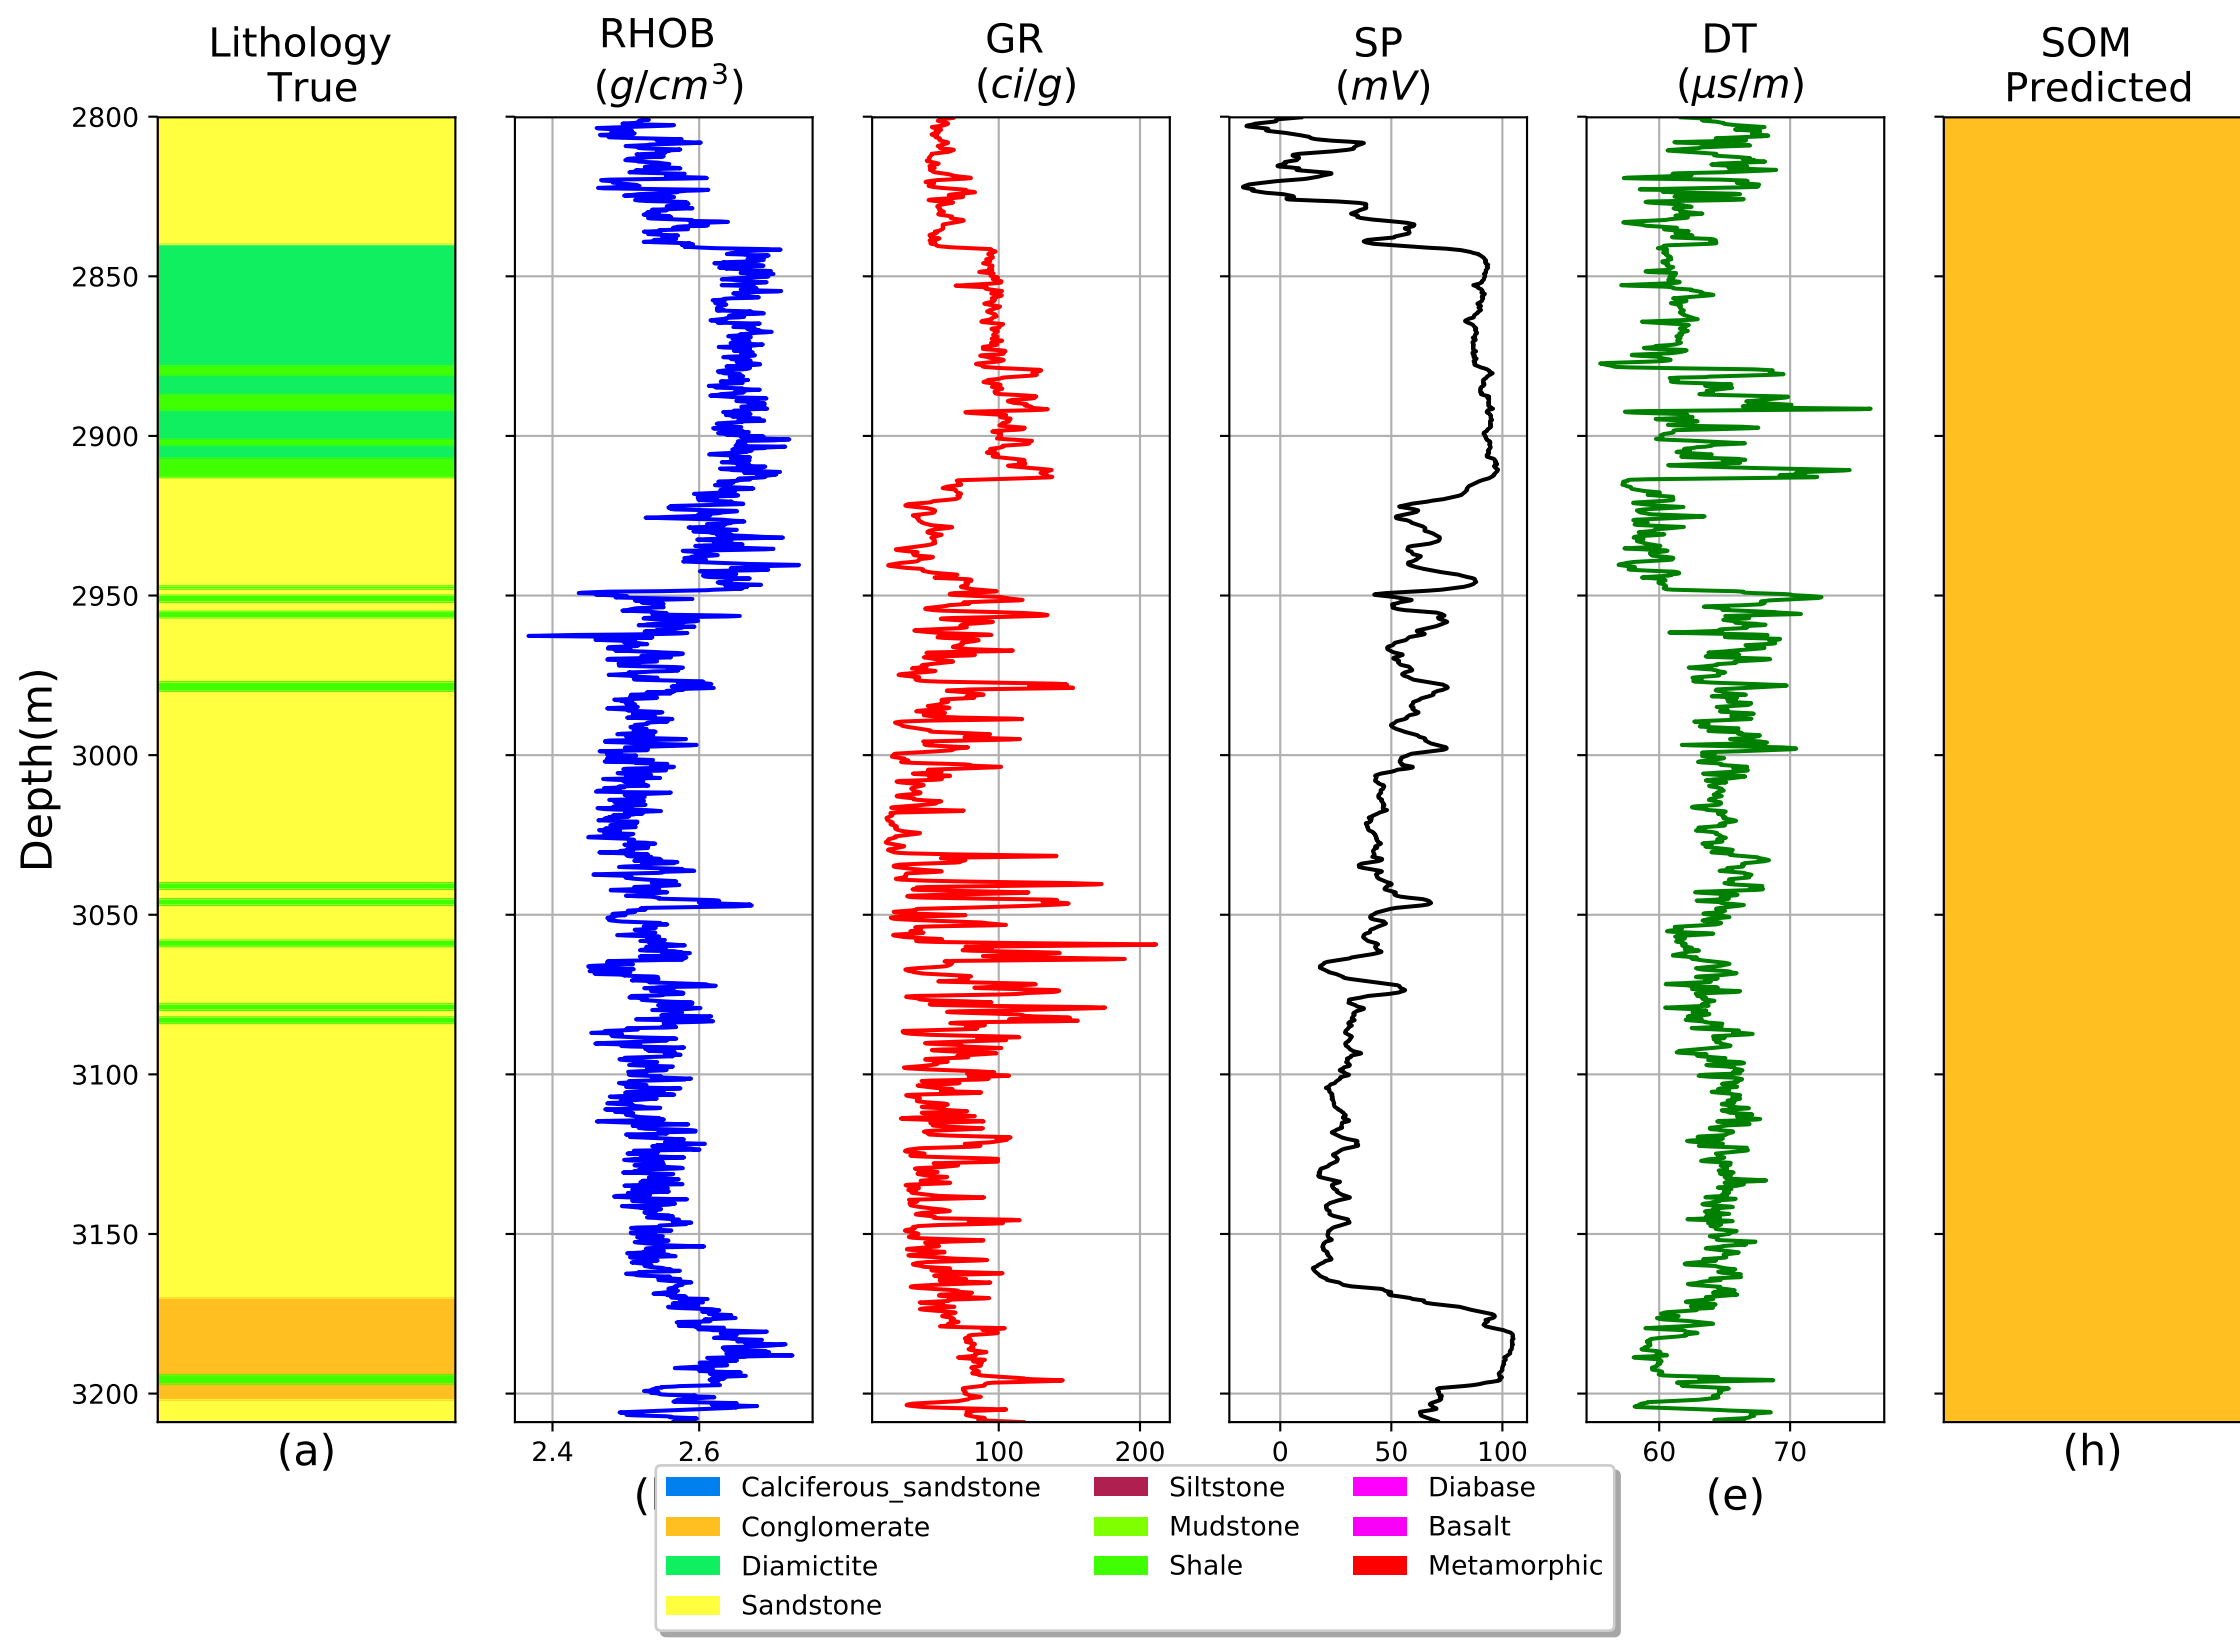 Lithology
True
RHOB
(g/cm³)
GR
(ci/g)
SP
(mV)
DT
(μs/m)
SOM
Predicted
Depth(m)
2800
2850
2900
2950
3000
3050
3100
3150
3200
2.4 2.6
100 200
0 50 100
60 70
(a)
(h)
(
(e)
Calciferous_sandstone
Conglomerate
Diamictite
Sandstone
Siltstone
Mudstone
Shale
Diabase
Basalt
Metamorphic